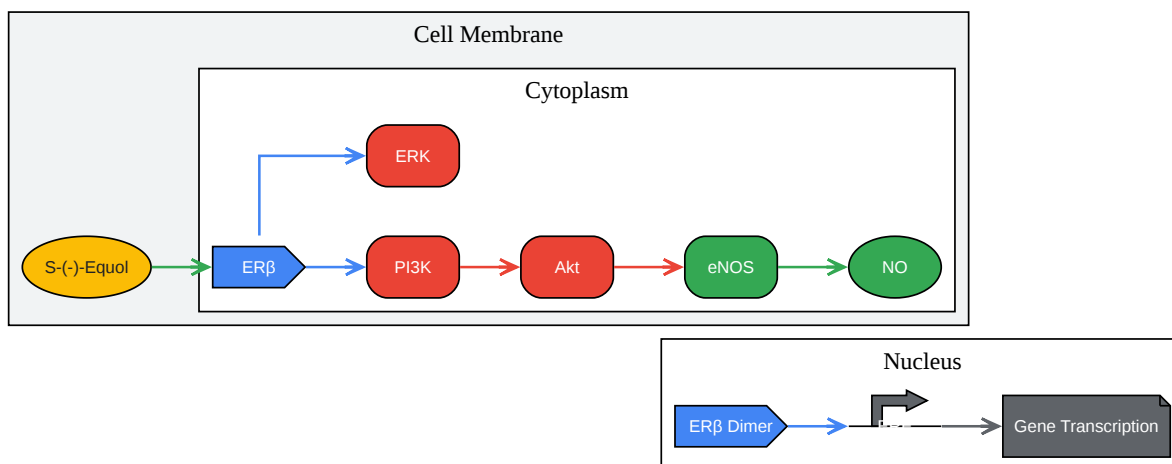 Cell Membrane
Cytoplasm
ERK
S-(-)-Equol
ERβ
PI3K
Akt
eNOS
NO
Nucleus
ERβ Dimer
Gene Transcription